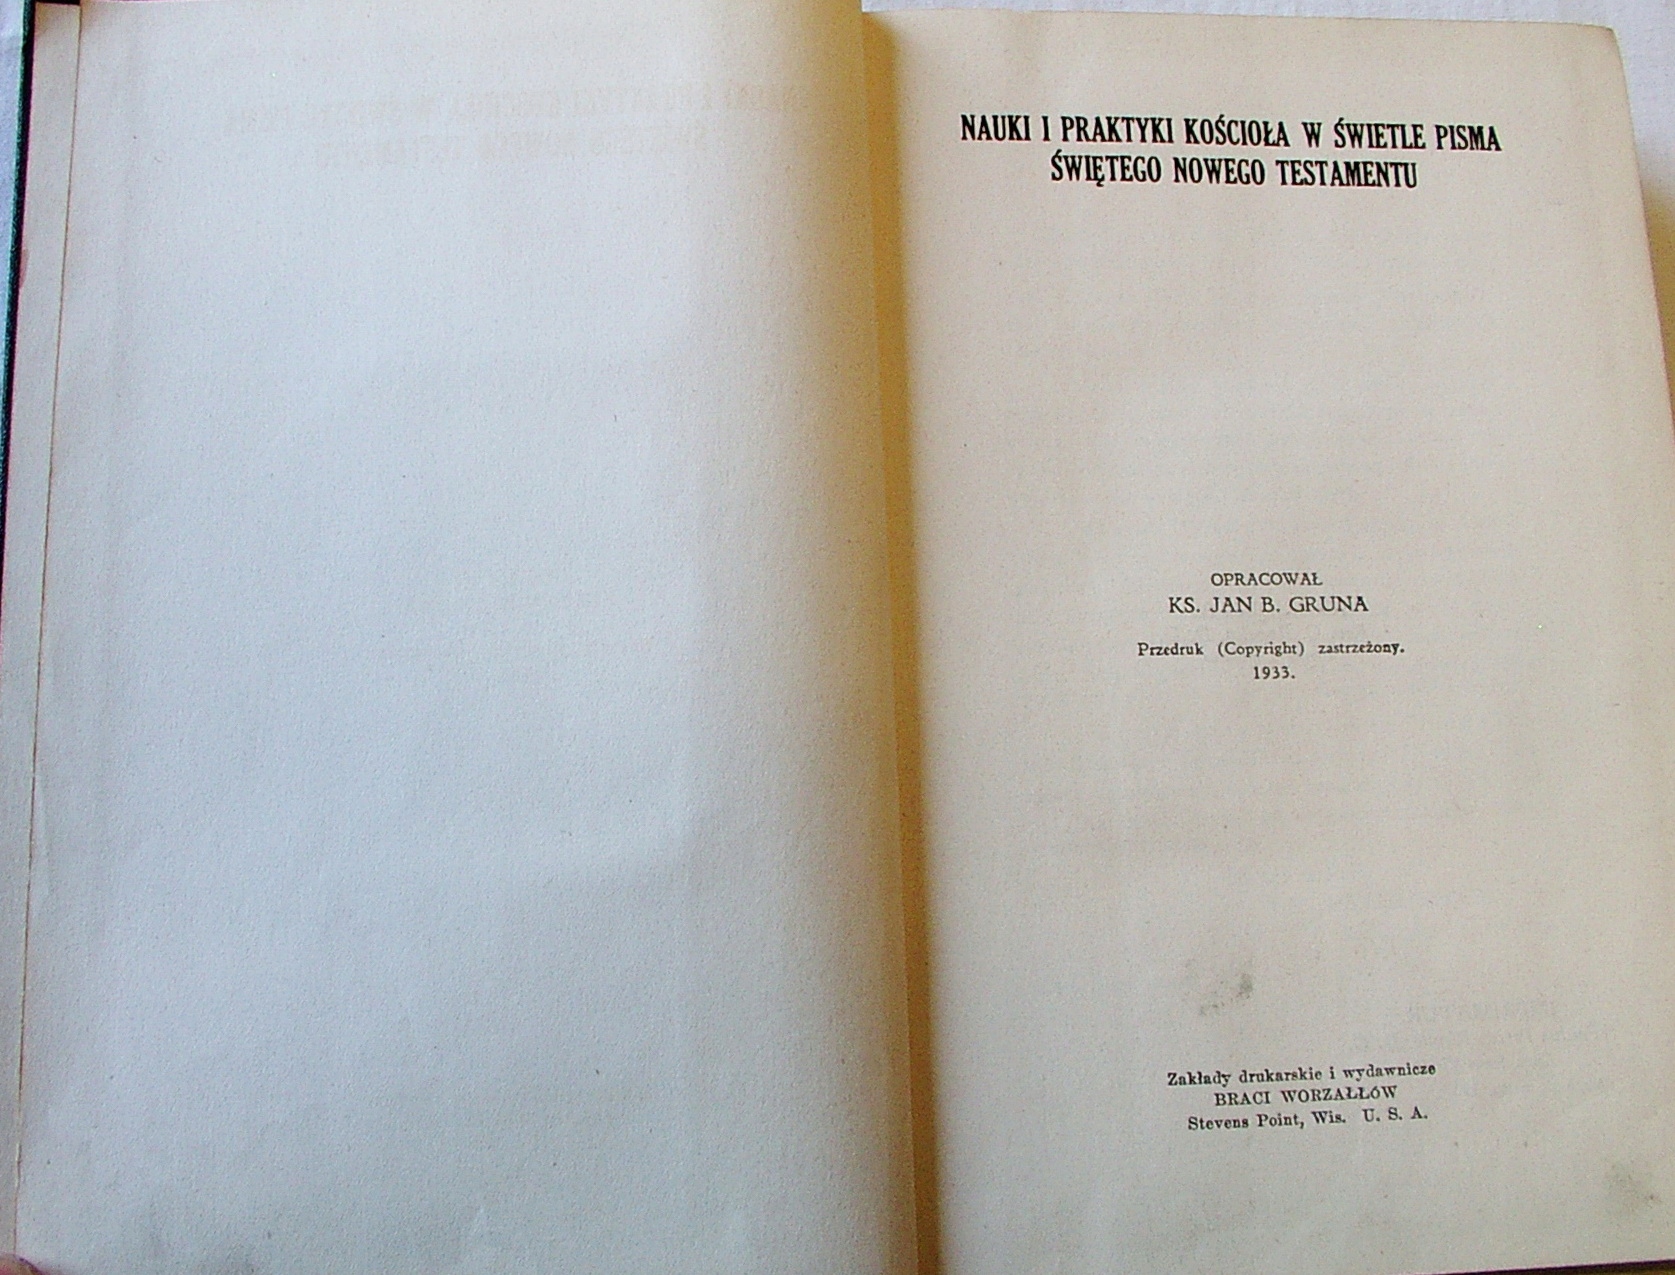 NAUKI I PRAKTYKI KOŚCIOŁA W ŚWIETLE PISMA
ŚWIĘTEGO NOWEGO TESTAMENTU
OPRACOWAŁ
KS. JAN B. GRUNA
Przedruk (Copyright) zastrzeżony.
1933.
Zakłady drukarskie i wydawnicze
BRACI WORZAŁŁÓW
Stevens Point, Wis. U. S. A.